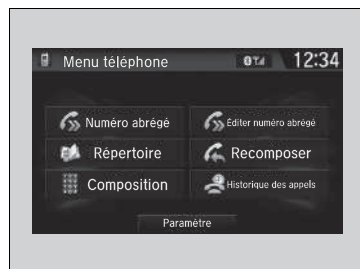 Menu téléphone 12:34
Numéro abrégé Éditer numéro abrégé
Répertoire Recomposer
Composition Historique des appels
Paramètre